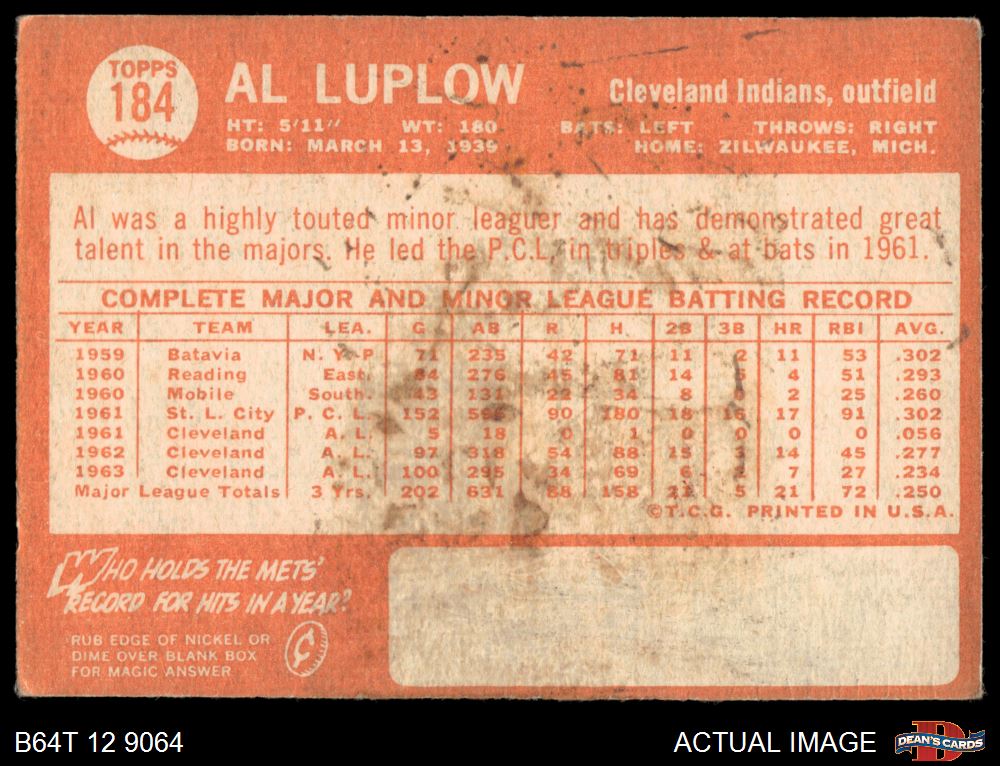 TOPPS
184
AL LUPLOW
Cleveland Indians, outfield
HT: 5'11" WT: 180 BATS: LEFT THROWS: RIGHT
BORN: MARCH 13, 1939 HOME: ZILWAUKEE, MICH.
Al was a highly touted minor leaguer and has demonstrated great
talent in the majors. He led the P.C.L. in triples & at bats in 1961.
COMPLETE MAJOR AND MINOR LEAGUE BATTING RECORD
YEAR TEAM LEA. G AB R H 2B 3B HR RBI AVG.
1959 Batavia N. Y-P 71 235 42 71 11 2 11 53 .302
1960 Reading East. 84 276 45 81 14 4 51 .293
1960 Mobile South. 43 131 22 34 8 2 25 .260
1961 St. L. City P. C. L. 152 90 180 18 16 17 91 .302
1961 Cleveland A. L. 5 18 0 1 0 0 0 0 .056
1962 Cleveland A. L. 97 318 54 88 15 3 14 45 .277
1963 Cleveland A. L. 100 295 34 69 6 7 27 .234
Major League Totals 3 Yrs. 202 631 88 158 21 5 21 72 .250
©T.C.G. PRINTED IN U.S.A.
WHO HOLDS THE METS'
RECORD FOR HITS IN A YEAR?
RUB EDGE OF NICKEL OR
DIME OVER BLANK BOX
FOR MAGIC ANSWER
¢
B64T 12 9064
ACTUAL IMAGE
DEAN'S CARDS